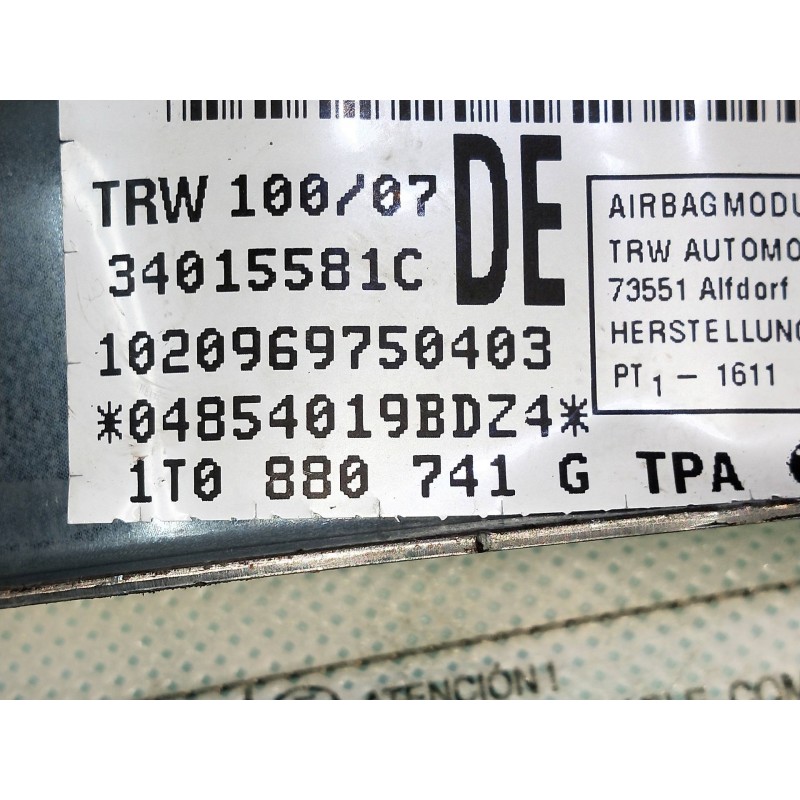 TRW 100/07 DE
34015581C
1020969750403
*04854019BDZ4*
1T0 880 741 G TPA
AIRBAGMODU
TRW AUTOMO
73551 Alfdorf
HERSTELLUNG
PT1 - 1611
ATENCIÓN!